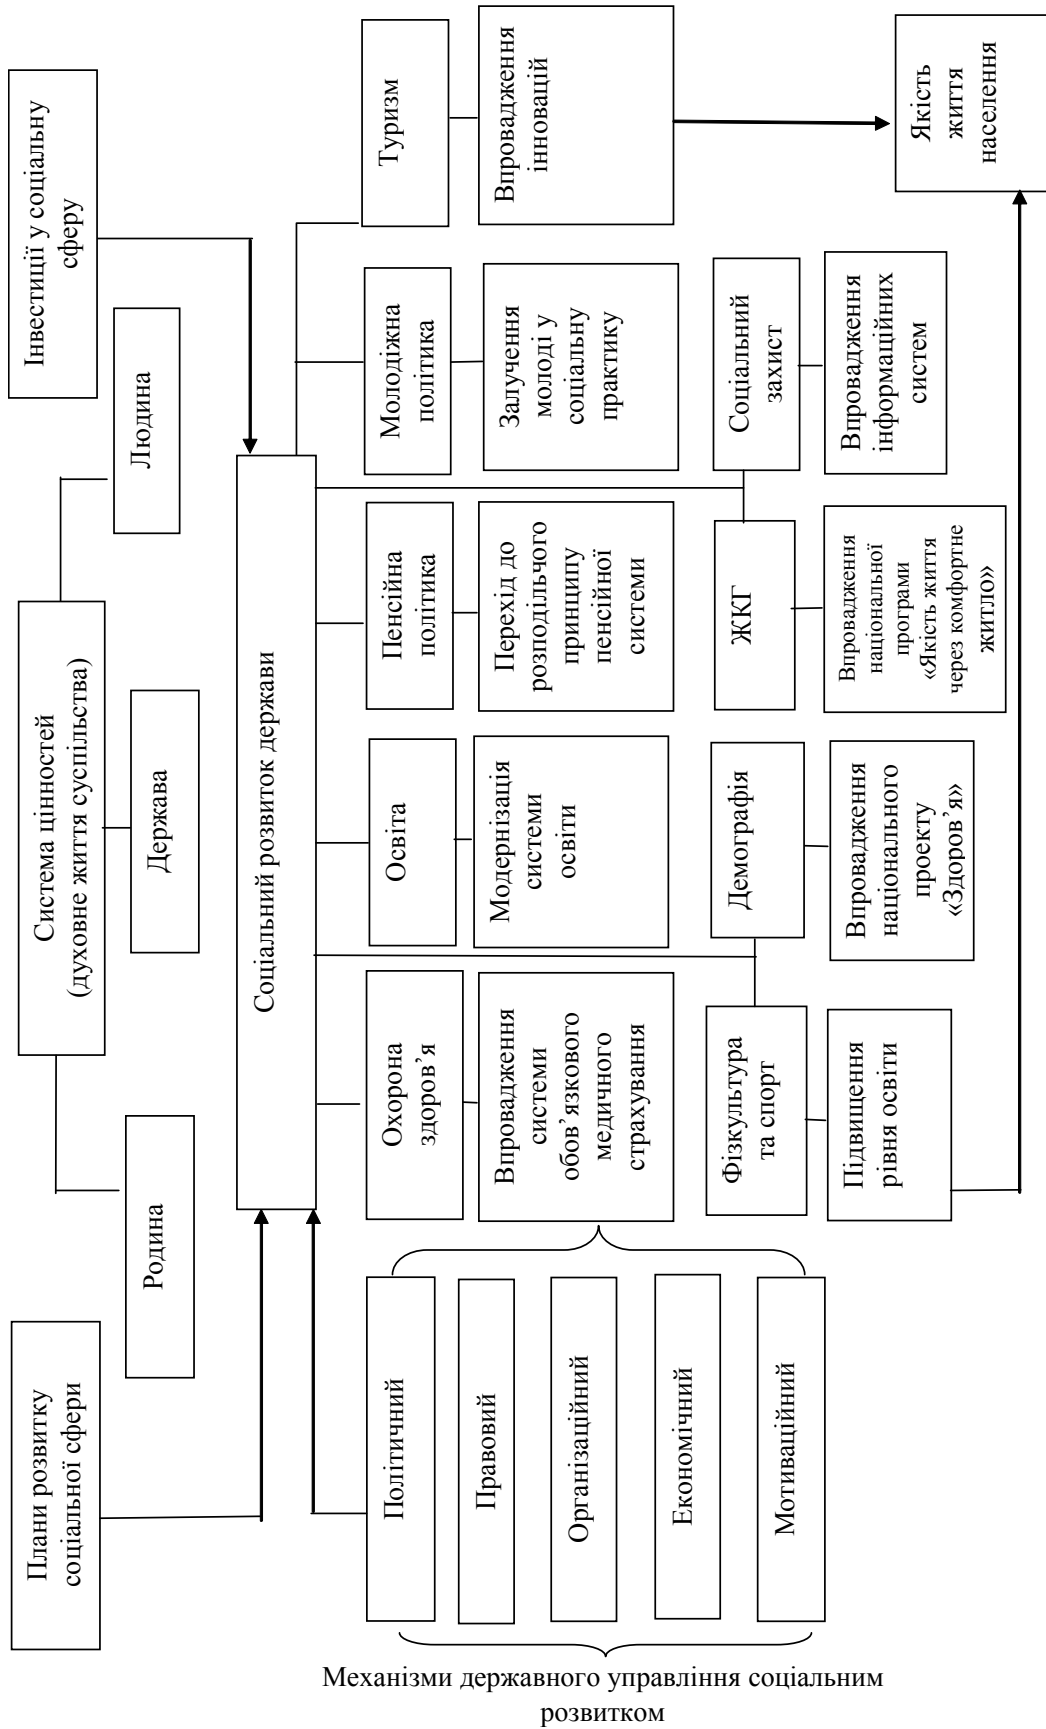 Плани розвитку
соціальної сфери
Система цінностей
(духовне життя суспільства)
Інвестиції у соціальну
сферу
Родина
Держава
Людина
Соціальний розвиток держави
Політичний
Правовий
Організаційний
Економічний
Мотиваційний
Механізми державного управління соціальним
розвитком
Охорона
здоров’я
Освіта
Пенсійна
політика
Молодіжна
політика
Туризм
Впровадження
системи
обов’язкового
медичного
страхування
Модернізація
системи
освіти
Перехід до
розподільчого
принципу
пенсійної
системи
Залучення
молоді у
соціальну
практику
Впровадження
інновацій
Фізкультура
та спорт
Демографія
ЖКГ
Соціальний
захист
Підвищення
рівня освіти
Впровадження
національного
проекту
«Здоров’я»
Впровадження
національної
програми
«Якість життя
через комфортне
житло»
Впровадження
інформаційних
систем
Якість
життя
населення